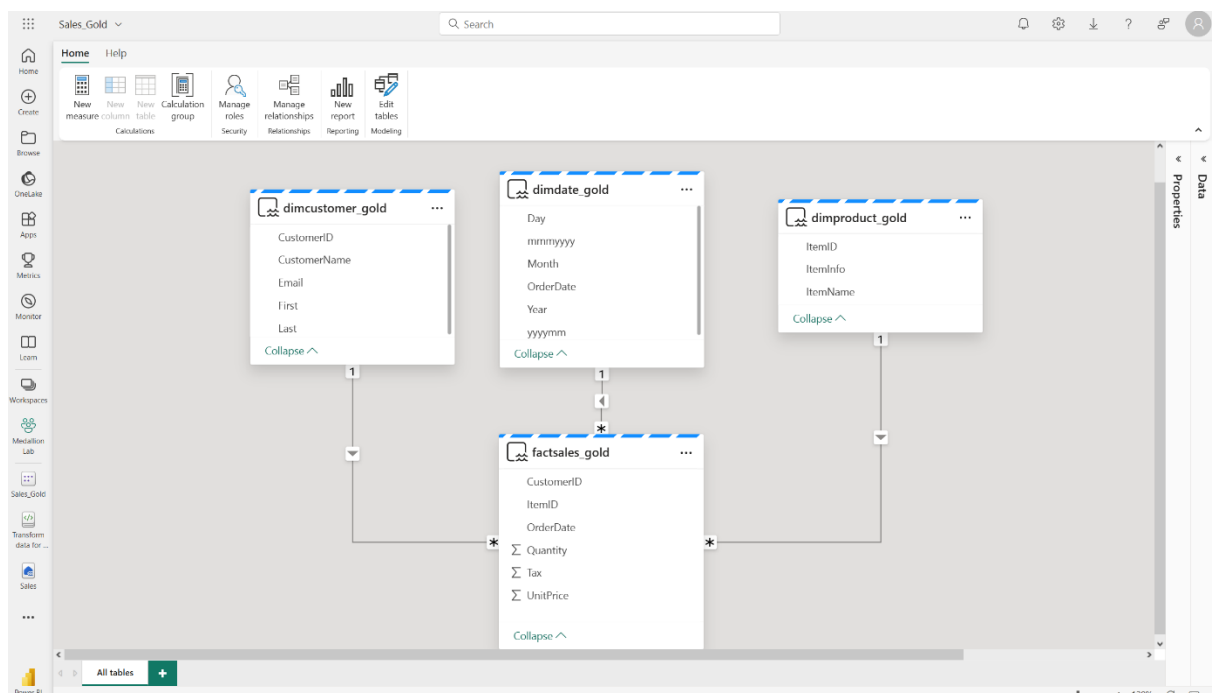 Sales_Gold
Search
Home
Create
Browse
OneLake
Apps
Metrics
Monitor
Learn
Workspaces
Medallion
Lab
Sales_Gold
Transform
data for ...
Sales
Home Help
New
measure
New
column
New
table
Calculation
group
Manage
roles
Manage
relationships
New
report
Edit
tables
Calculations Security Relationships Reporting Modeling
dimcustomer_gold
CustomerID
CustomerName
Email
First
Last
Collapse
1
dimdate_gold
Day
mmmyyyy
Month
OrderDate
Year
yyyymm
Collapse
1
*
dimproduct_gold
ItemID
ItemInfo
ItemName
Collapse
1
factsales_gold
CustomerID
ItemID
OrderDate
* Σ Quantity *
Σ Tax
Σ UnitPrice
Collapse
Properties
Data
All tables +